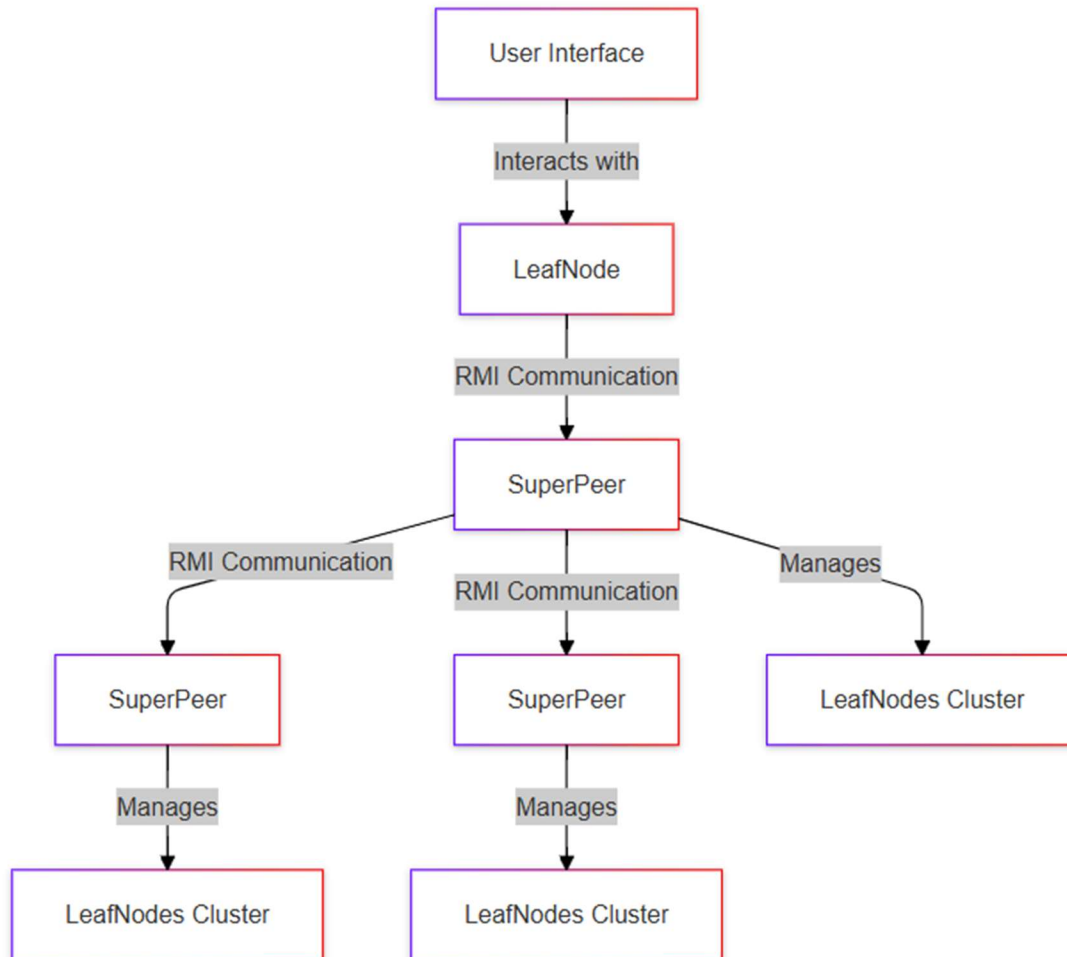 User Interface
Interacts with
LeafNode
RMI Communication
SuperPeer
RMI Communication
RMI Communication
Manages
SuperPeer
SuperPeer
LeafNodes Cluster
Manages
Manages
LeafNodes Cluster
LeafNodes Cluster